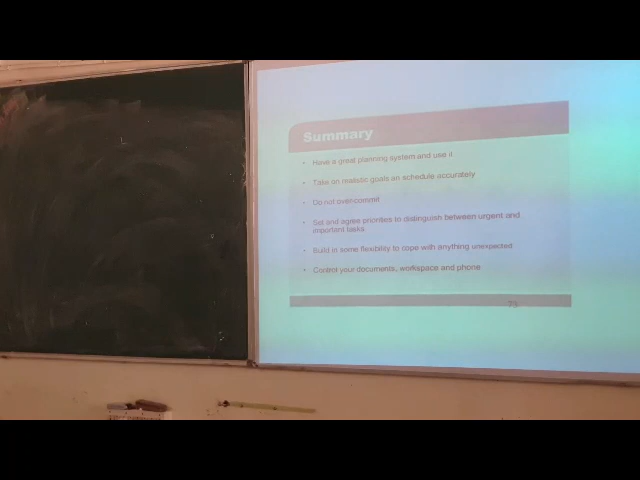 Summary
• Have a great planning system and use it
• Take on realistic goals an schedule accurately
• Do not over-commit
• Set and agree priorities to distinguish between urgent and
important tasks
• Build in some flexibility to cope with anything unexpected
• Control your documents, workspace and phone